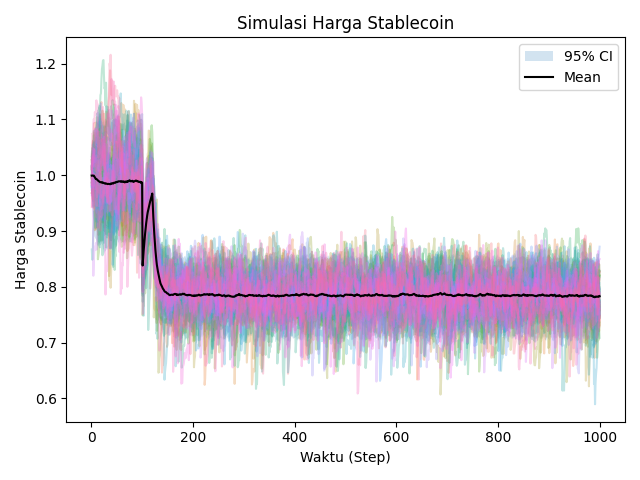 Simulasi Harga Stablecoin
95% CI
Mean
Harga Stablecoin
1.2
1.1
1.0
0.9
0.8
0.7
0.6
0 200 400 600 800 1000
Waktu (Step)